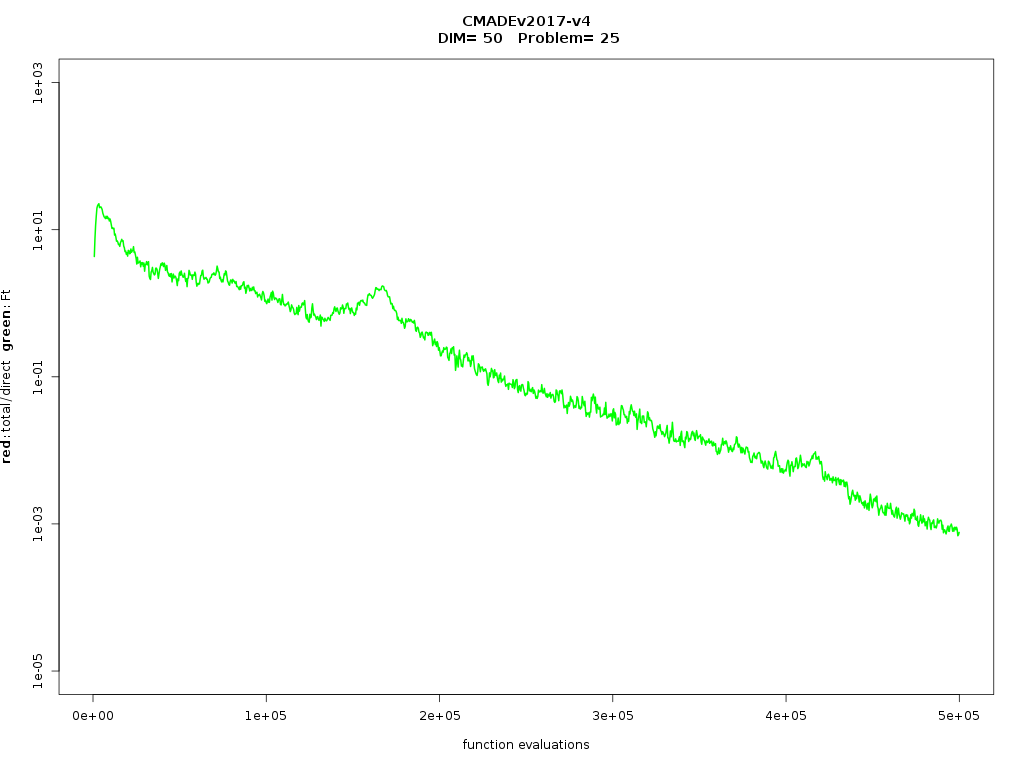 CMADEv2017-v4
DIM= 50 Problem= 25
1e+03
1e+01
1e-01
1e-03
1e-05
red:total/direct green: Ft
0e+00 1e+05 2e+05 3e+05 4e+05 5e+05
function evaluations